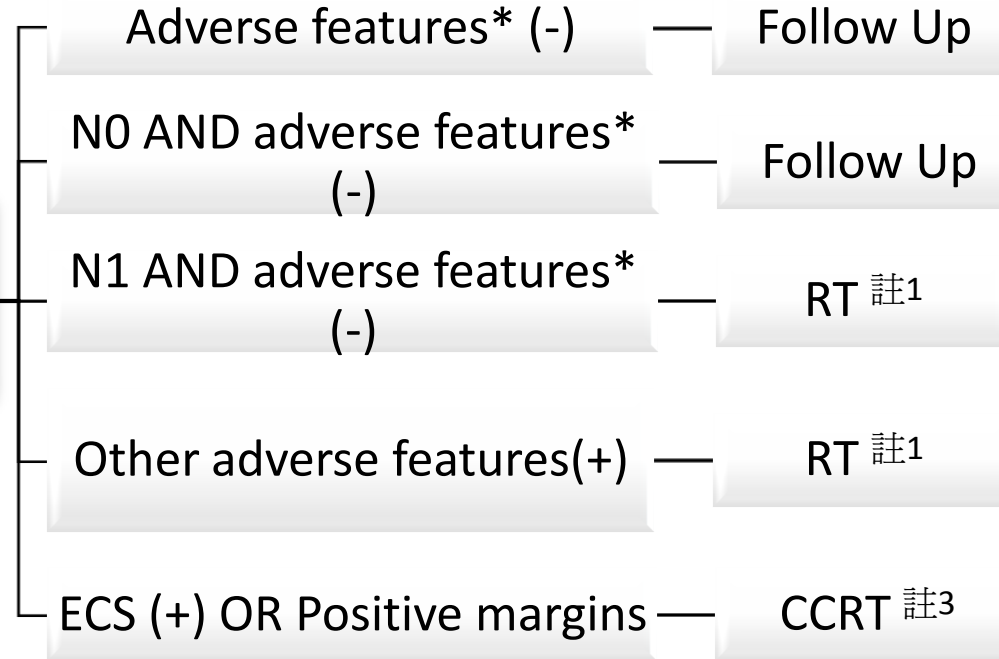 Adverse features* (-)
Follow Up
N0 AND adverse features*
(-)
Follow Up
N1 AND adverse features*
(-)
RT 註1
Other adverse features(+)
RT 註1
ECS (+) OR Positive margins
CCRT 註3